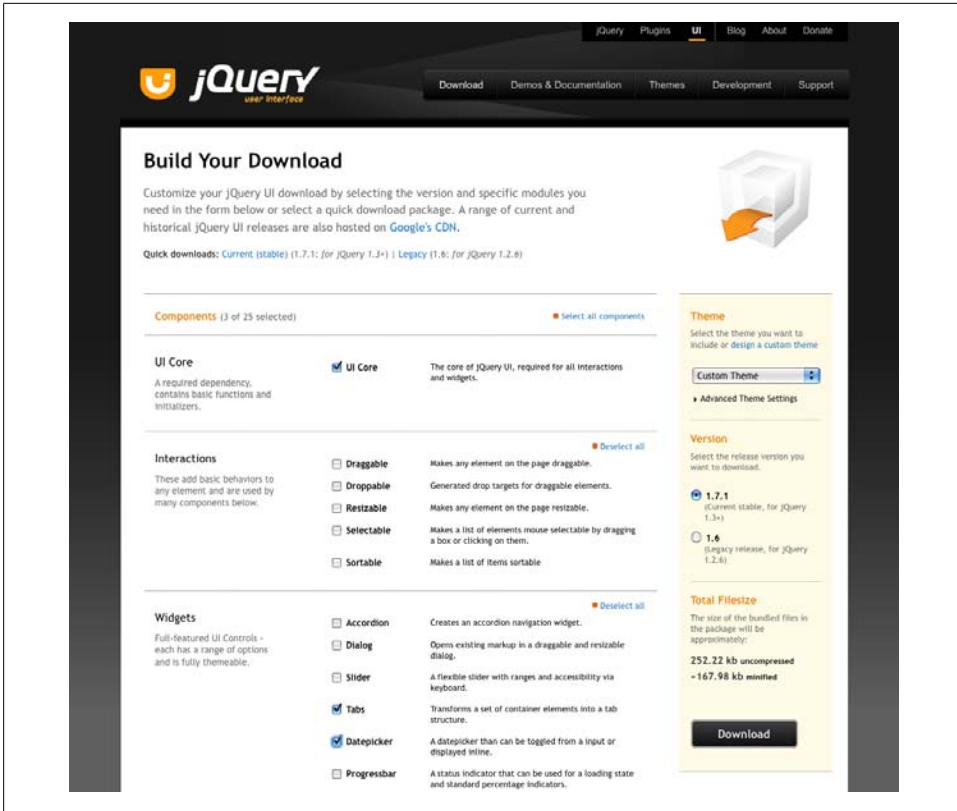 jQuery Plugins UI Blog About Donate
jQuery
user interface
Download Demos & Documentation Themes Development Support
Build Your Download
Customize your jQuery UI download by selecting the version and specific modules you
need in the form below or select a quick download package. A range of current and
historical jQuery UI releases are also hosted on Google's CDN.
Quick downloads: Current (stable) (1.7.1: for jQuery 1.3+) | Legacy (1.6: for jQuery 1.2.6)
Components (3 of 25 selected)
Select all components
UI Core
A required dependency,
contains basic functions and
initializers.
UI Core
The core of jQuery UI, required for all interactions
and widgets.
Deselect all
Interactions
These add basic behaviors to
any element and are used by
many components below.
Draggable
Makes any element on the page draggable.
Droppable
Generated drop targets for draggable elements.
Resizable
Makes any element on the page resizable.
Selectable
Makes a list of elements mouse selectable by dragging
a box or clicking on them.
Sortable
Makes a list of items sortable
Deselect all
Widgets
Full-featured UI Controls -
each has a range of options
and is fully themeable.
Accordion
Creates an accordion navigation widget.
Dialog
Opens existing markup in a draggable and resizable
dialog.
Slider
A flexible slider with ranges and accessibility via
keyboard.
Tabs
Transforms a set of container elements into a tab
structure.
Datepicker
A datepicker than can be toggled from a input or
displayed inline.
Progressbar
A status indicator that can be used for a loading state
and standard percentage indicators.
Theme
Select the theme you want to
include or design a custom theme
Custom Theme
Advanced Theme Settings
Version
Select the release version you
want to download.
1.7.1
(Current stable, for jQuery
1.3+)
1.6
(Legacy release, for jQuery
1.2.6)
Total Filesize
The size of the bundled files in
the package will be
approximately:
252.22 kb uncompressed
~167.98 kb minified
Download